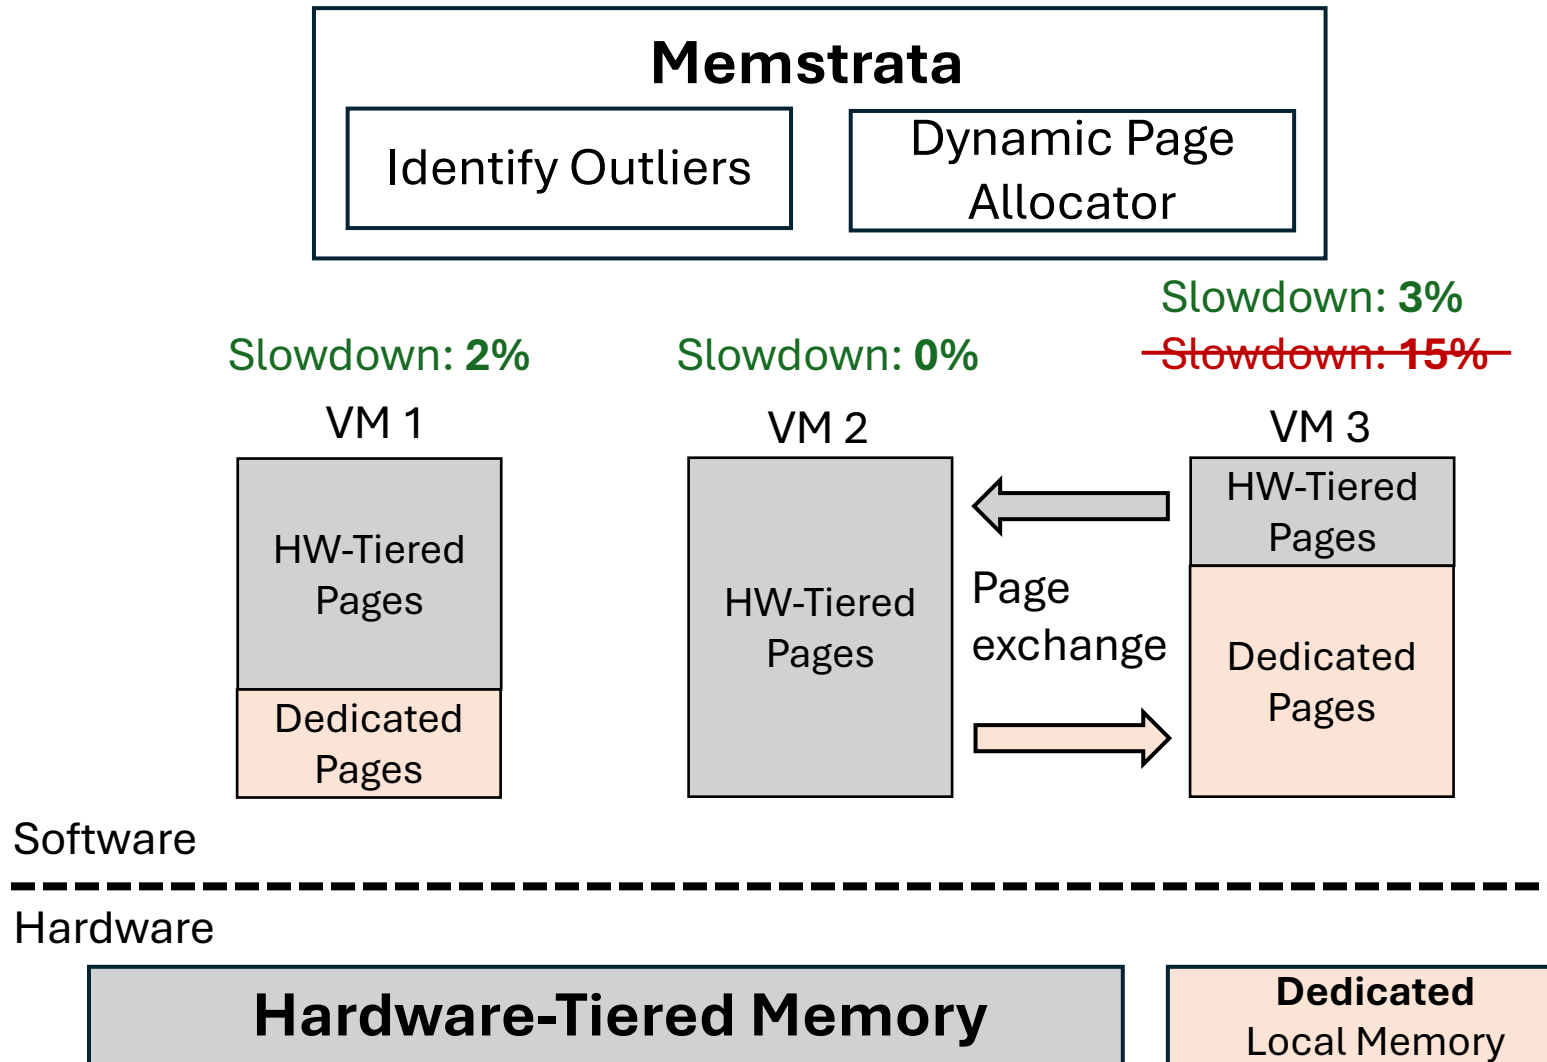 Memstrata
Identify Outliers
Dynamic Page
Allocator
Slowdown: 2%
Slowdown: 0%
Slowdown: 3%
Slowdown: 15%
VM 1
VM 2
VM 3
HW-Tiered
Pages
Dedicated
Pages
HW-Tiered
Pages
Page
exchange
HW-Tiered
Pages
Dedicated
Pages
Software
Hardware
Hardware-Tiered Memory
Dedicated
Local Memory